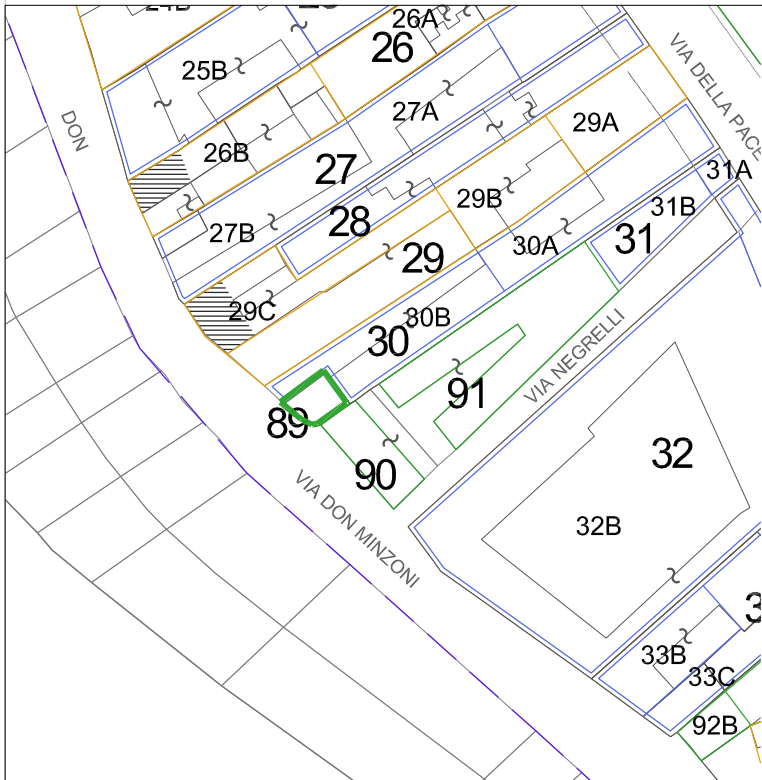 26A
26
25B
27A
VIA DELLA PACE
DON
29A
26B
27
31A
29B
31B
28
27B
31
30A
29
29C
30B
30
VIA NEGRELLI
91
89
32
90
VIA DON MINZONI
32B
33B
33C
92B